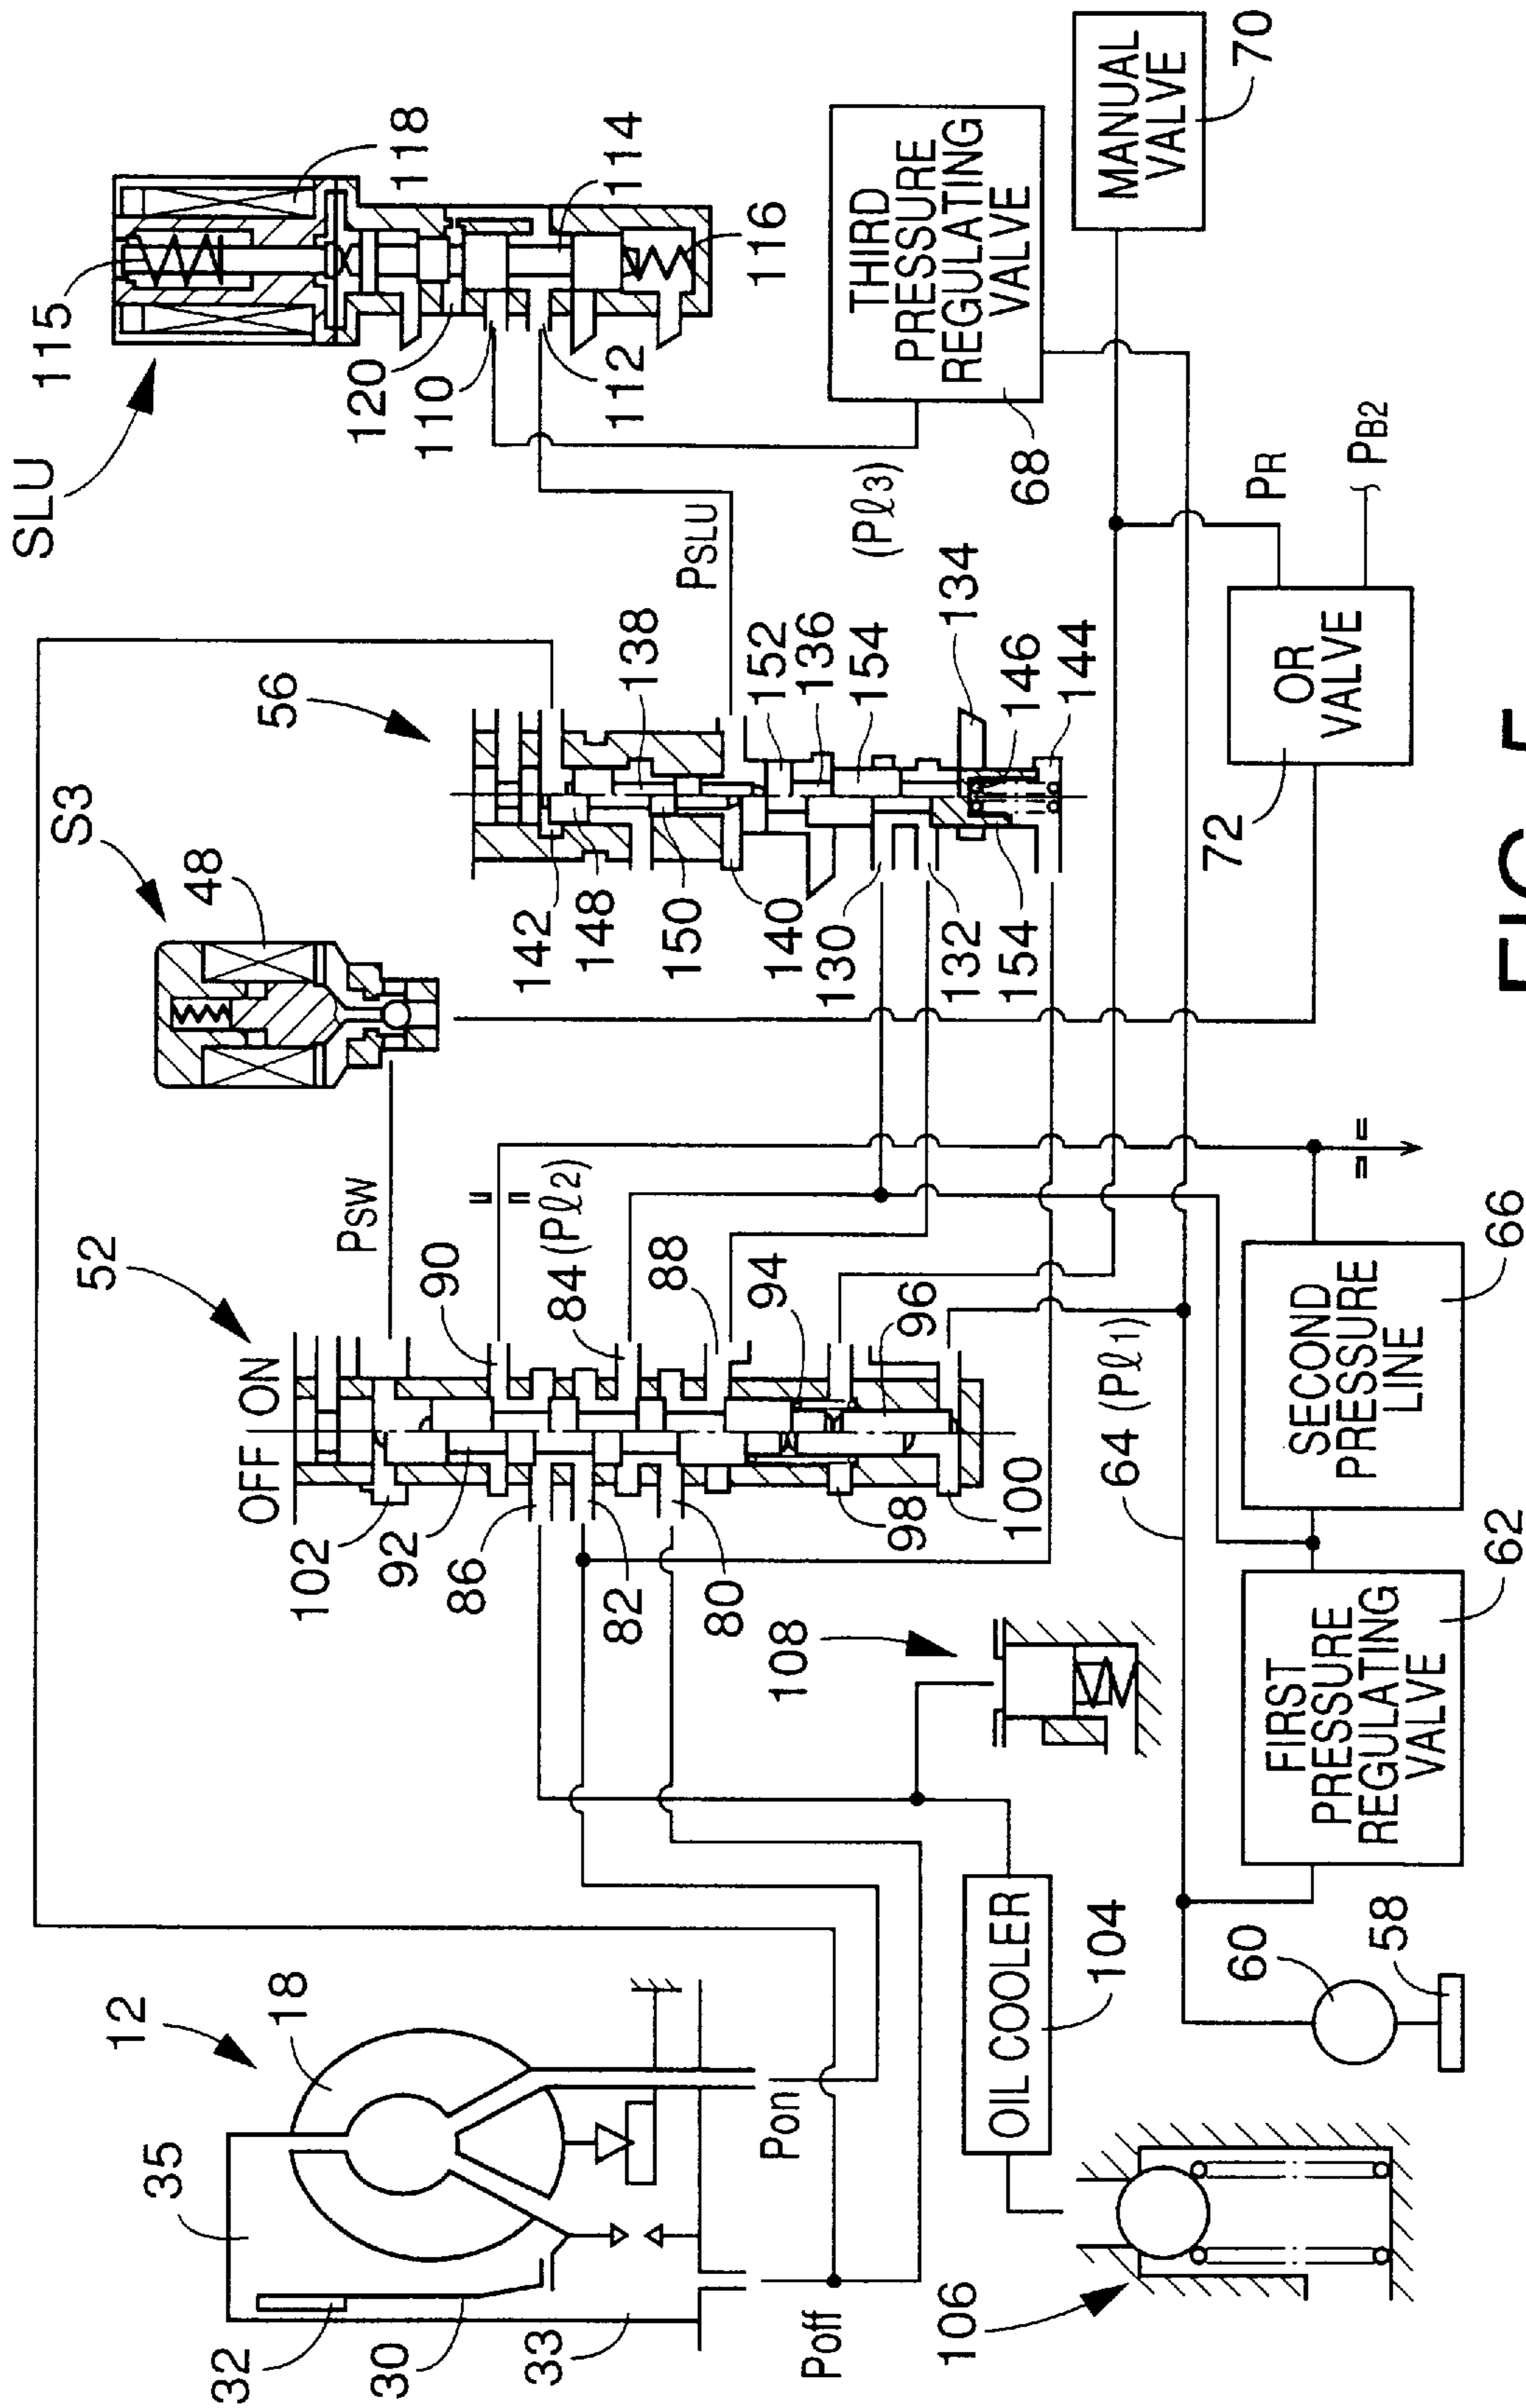 SLU
115
118
120
110
112
114
116
THIRD
PRESSURE
REGULATING
VALVE
68
MANUAL
VALVE
70
S3
48
56
PSLU
(Pℓ3)
138
152
136
154
134
146
144
142
148
150
140
130
132
154
PR
PB2
OR
VALVE
72
52
PSW
OFF ON
102
92
86
82
80
90
84 (Pℓ2)
88
94
96
98
100
108
64 (Pℓ1)
SECOND
PRESSURE
LINE
66
FIRST
PRESSURE
REGULATING
VALVE
62
12
18
35
32
30
33
Pon
Poff
OIL COOLER
104
106
60
58